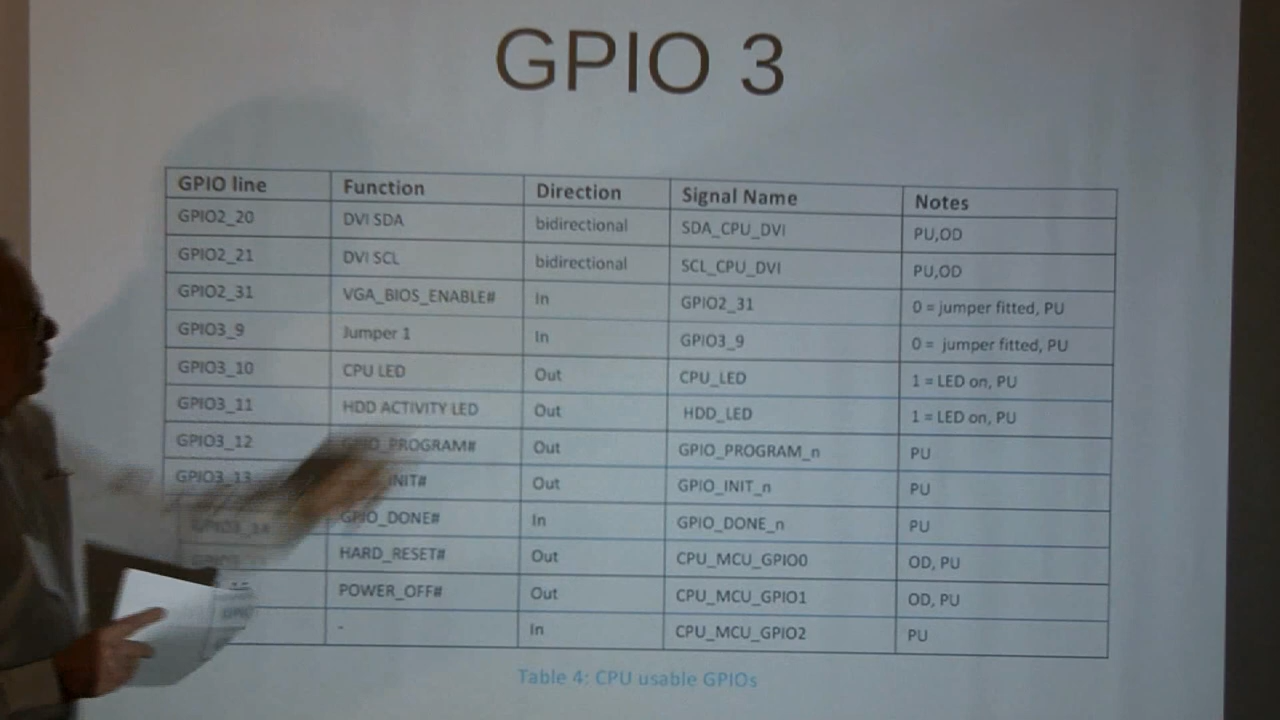 GPIO 3
GPIO line Function Direction Signal Name Notes
GPIO2_20 DVI SDA bidirectional SDA_CPU_DVI PU,OD
GPIO2_21 DVI SCL bidirectional SCL_CPU_DVI PU,OD
GPIO2_31 VGA_BIOS_ENABLE# In GPIO2_31 0 = jumper fitted, PU
GPIO3_9 Jumper 1 In GPIO3_9 0 = jumper fitted, PU
GPIO3_10 CPU LED Out CPU_LED 1 = LED on, PU
GPIO3_11 HDD ACTIVITY LED Out HDD_LED 1 = LED on, PU
GPIO3_12 GPIO_PROGRAM# Out GPIO_PROGRAM_n PU
GPIO3_13 INIT# Out GPIO_INIT_n PU
GPIO3_14 GPIO_DONE# In GPIO_DONE_n PU
HARD_RESET# Out CPU_MCU_GPIO0 OD, PU
POWER_OFF# Out CPU_MCU_GPIO1 OD, PU
- In CPU_MCU_GPIO2 PU
Table 4: CPU usable GPIOs